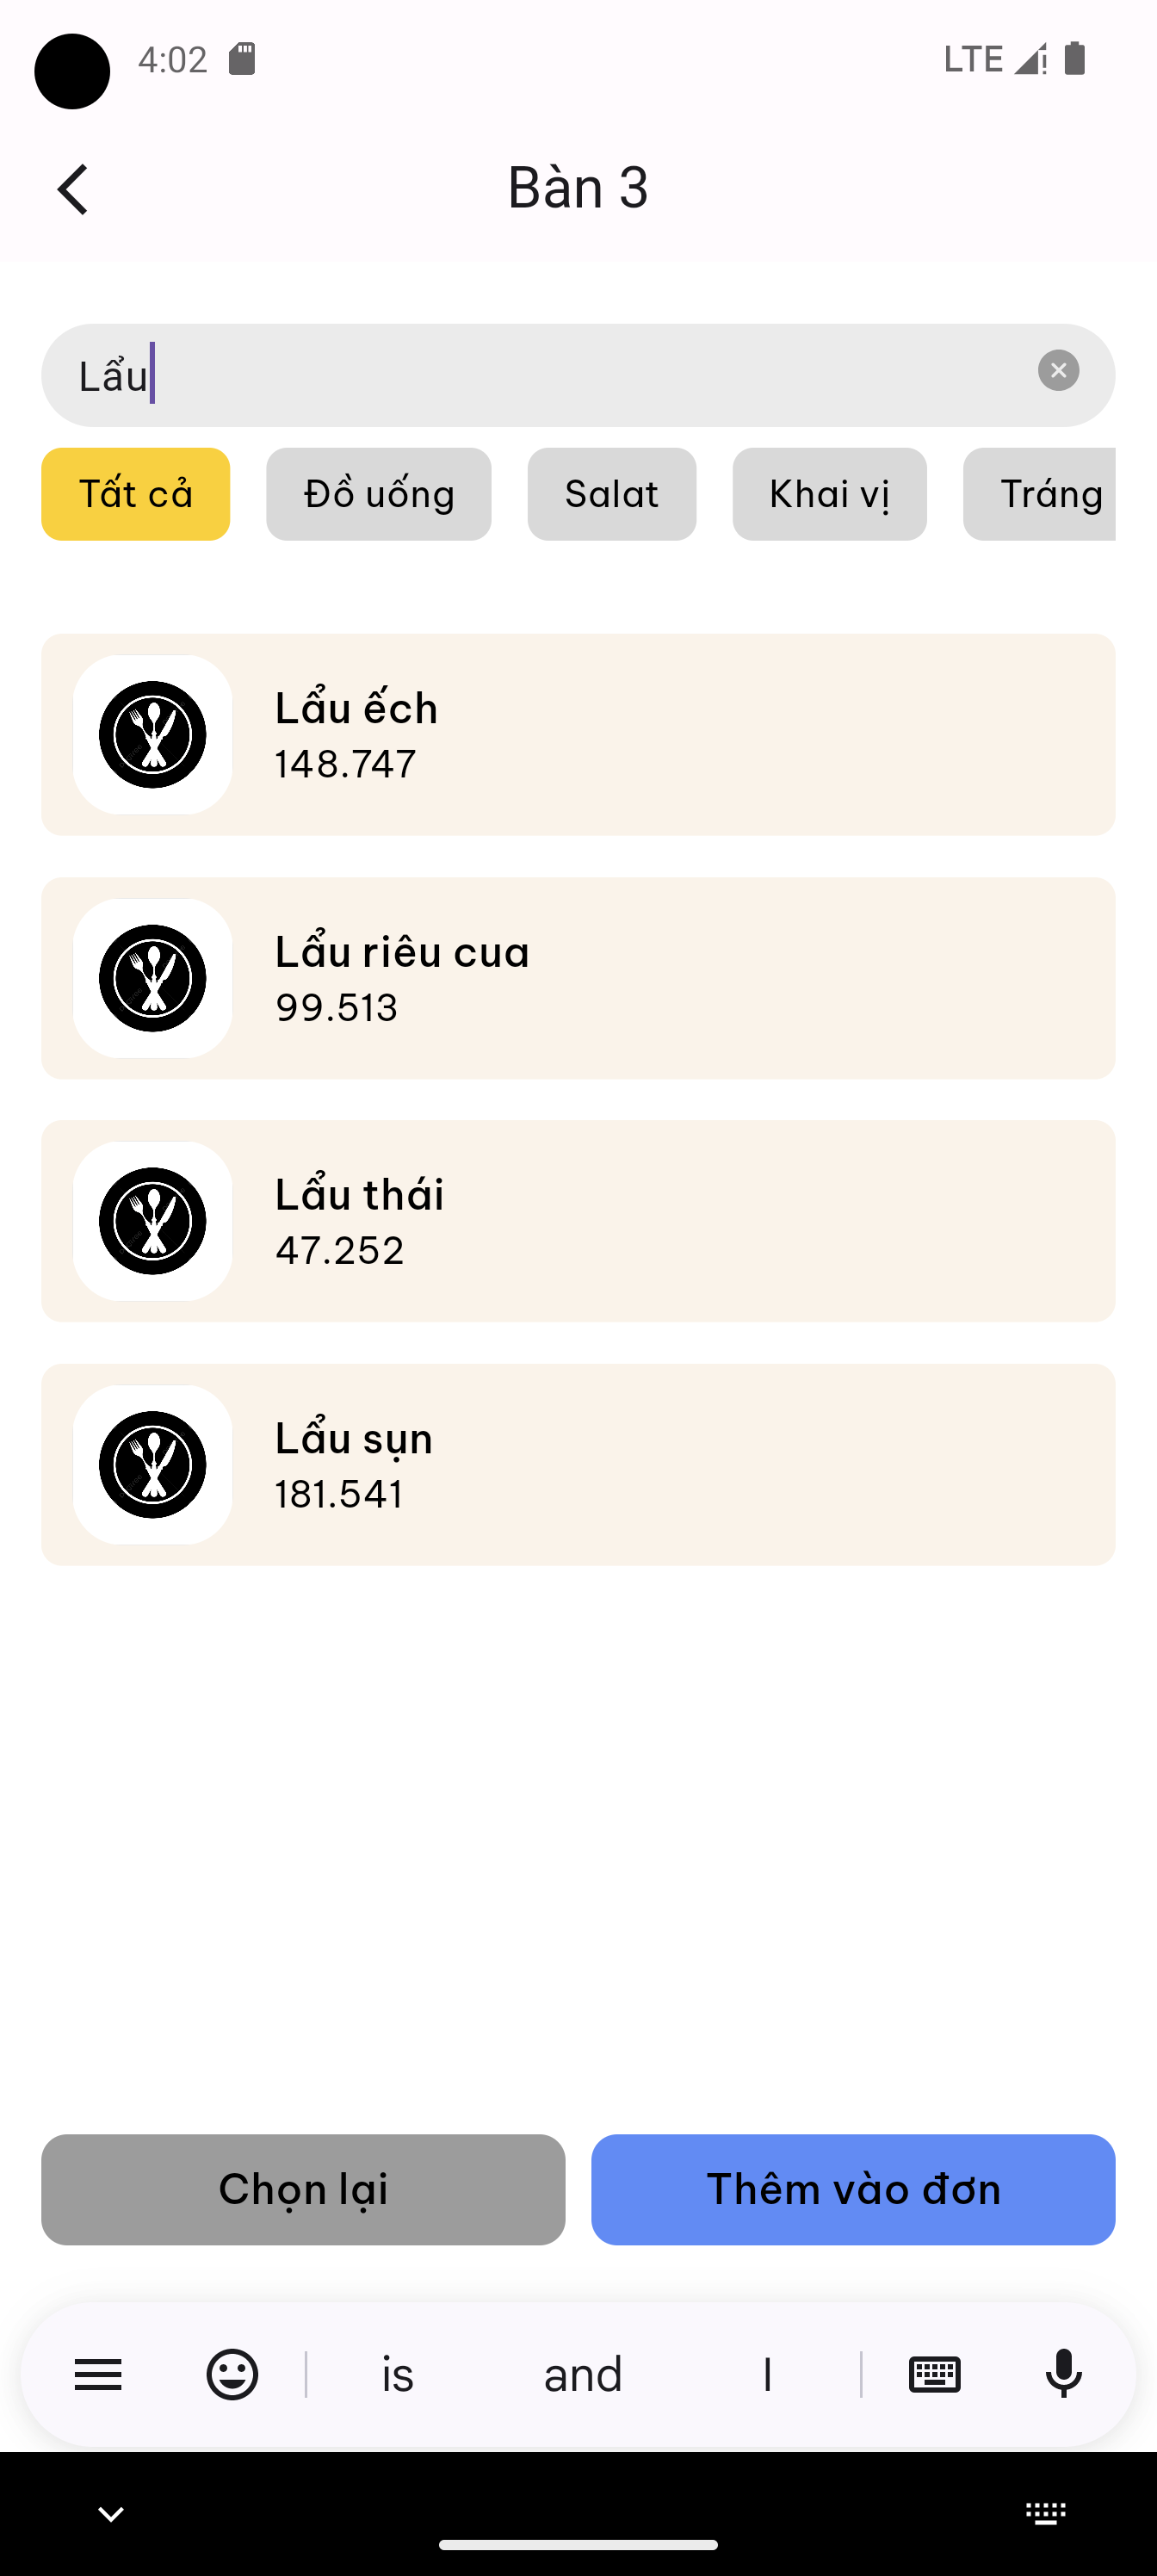 4:02 LTE
Bàn 3
Lẩu
Tất cả Đồ uống Salat Khai vị Tráng
Lẩu ếch
148.747
Lẩu riêu cua
99.513
Lẩu thái
47.252
Lẩu sụn
181.541
Chọn lại Thêm vào đơn
is and I